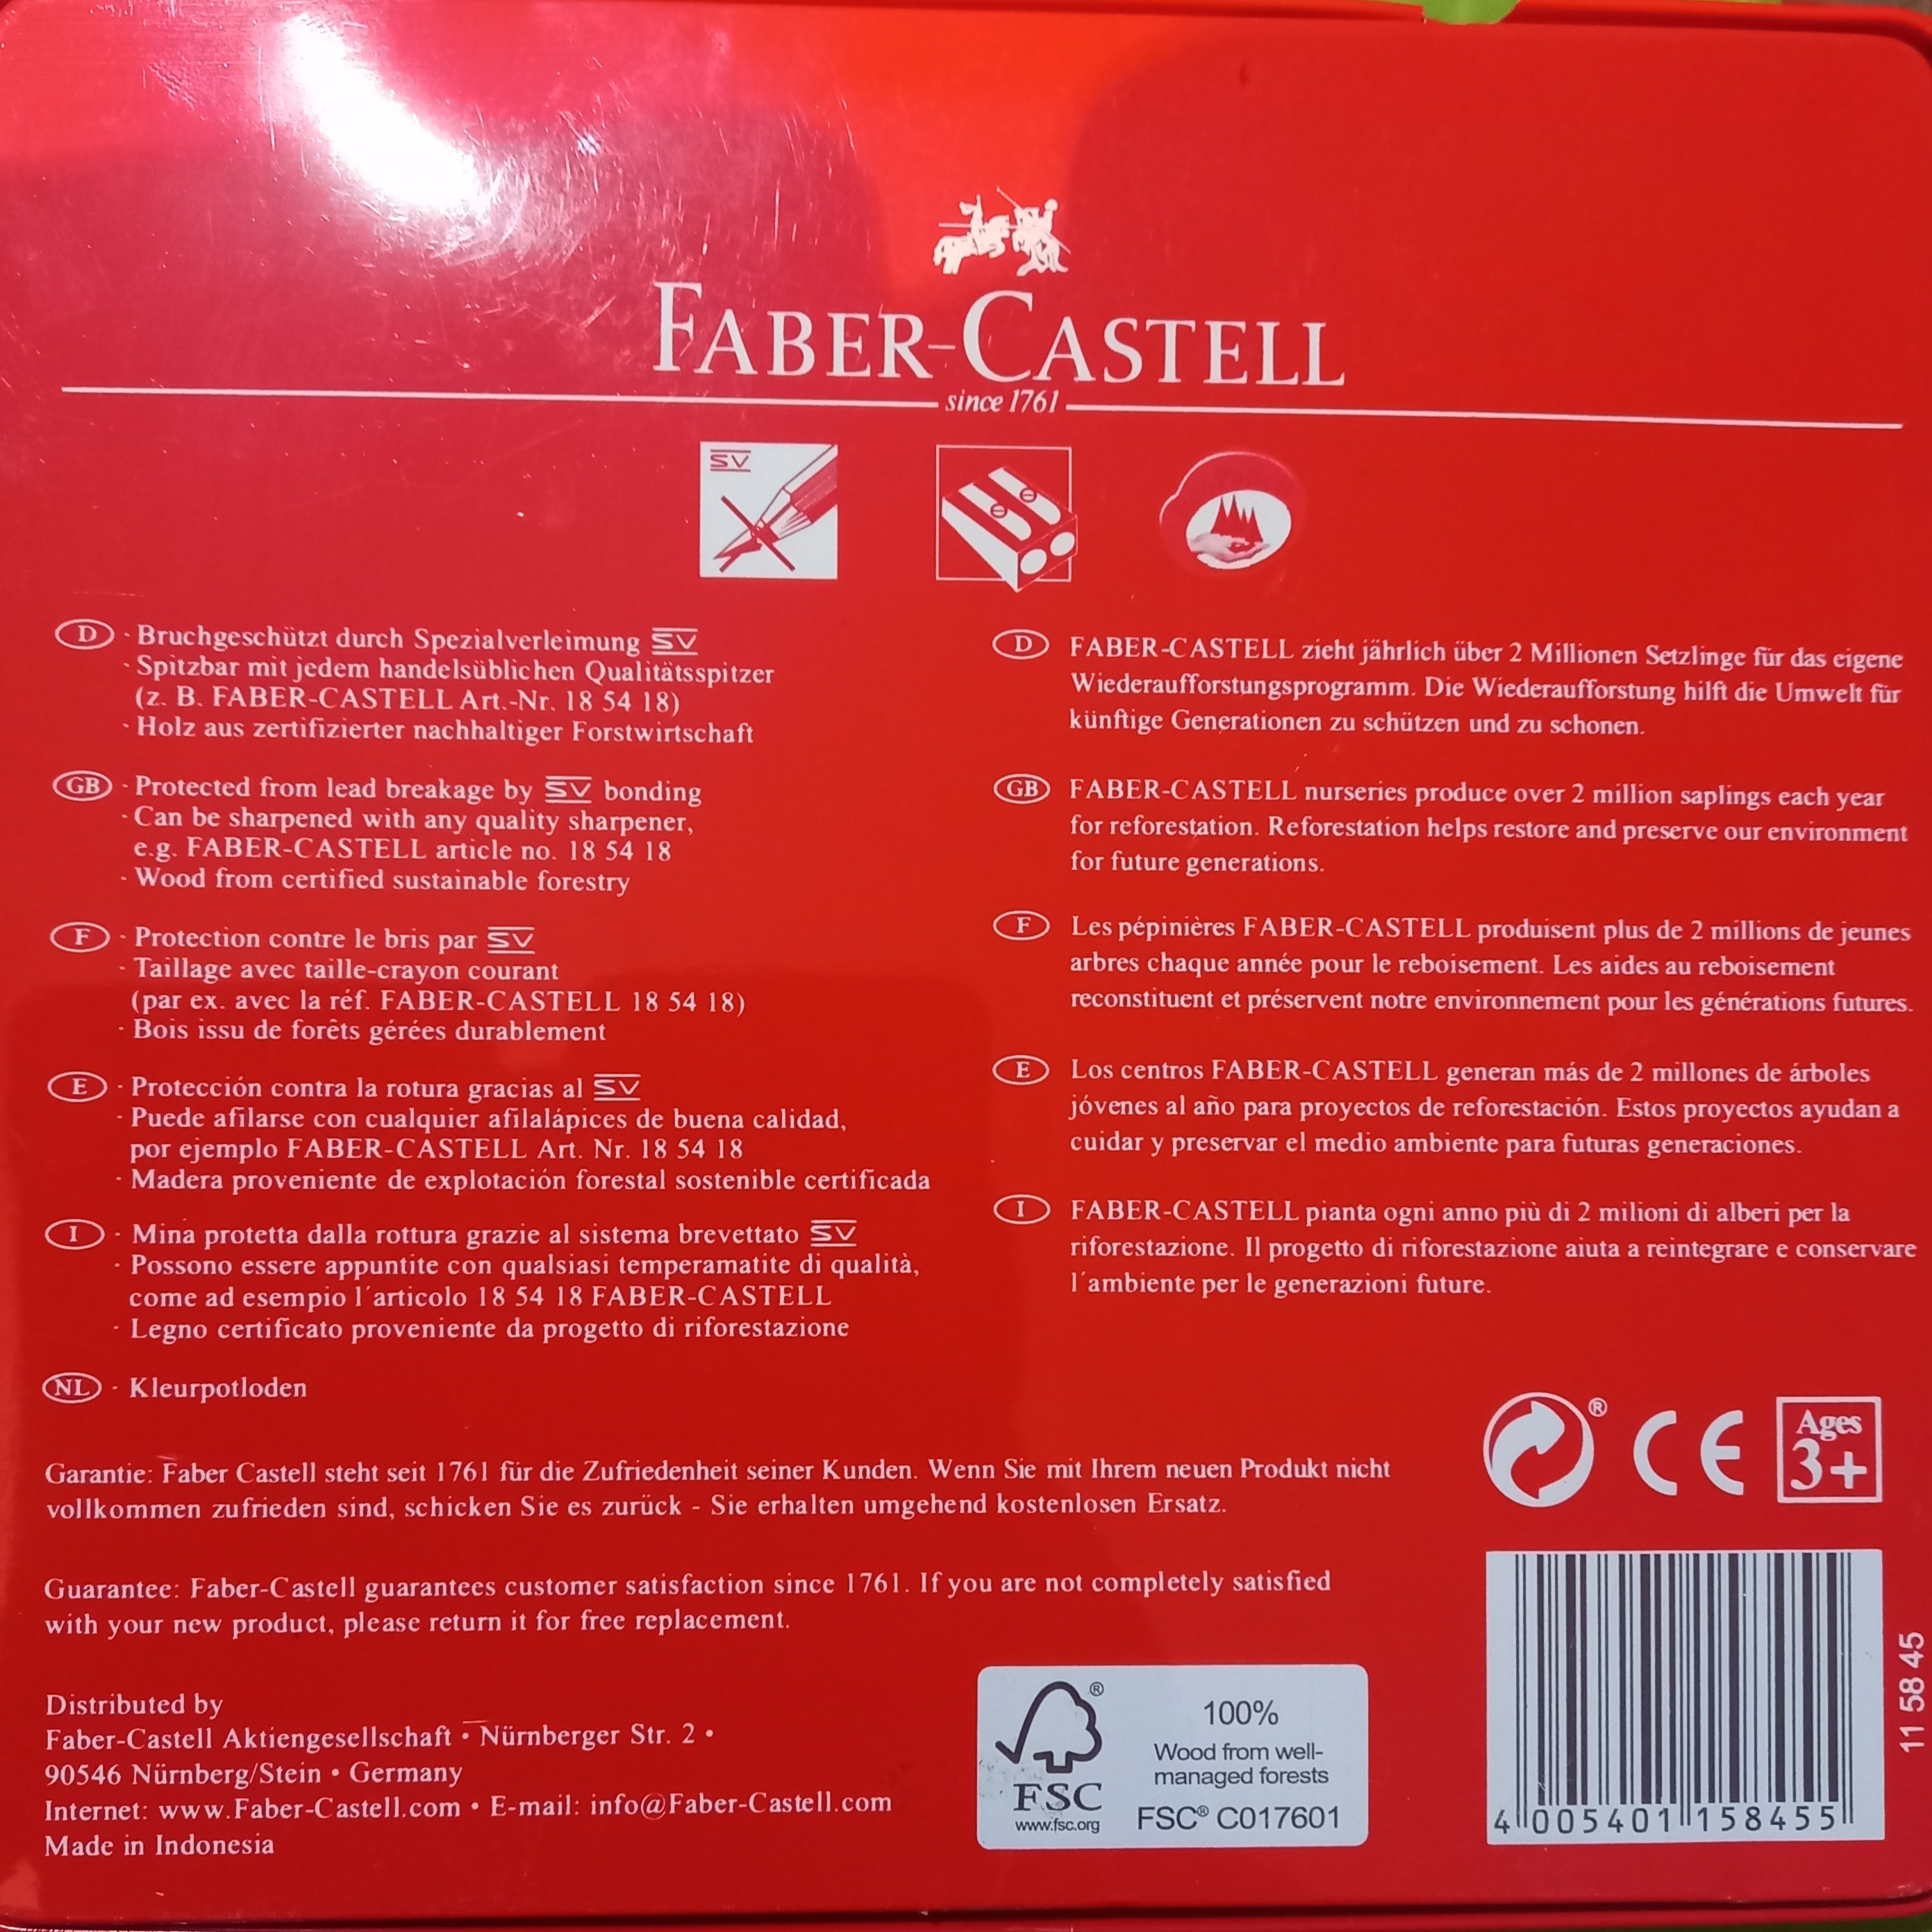 FABER-CASTELL
since 1761
SV
D · Bruchgeschützt durch Spezialverleimung SV
· Spitzbar mit jedem handelsüblichen Qualitätsspitzer
(z. B. FABER-CASTELL Art.-Nr. 18 54 18)
· Holz aus zertifizierter nachhaltiger Forstwirtschaft
GB · Protected from lead breakage by SV bonding
· Can be sharpened with any quality sharpener,
e.g. FABER-CASTELL article no. 18 54 18
· Wood from certified sustainable forestry
F · Protection contre le bris par SV
· Taillage avec taille-crayon courant
(par ex. avec la réf. FABER-CASTELL 18 54 18)
· Bois issu de forêts gérées durablement
E · Protección contra la rotura gracias al SV
· Puede afilarse con cualquier afilalápices de buena calidad,
por ejemplo FABER-CASTELL Art. Nr. 18 54 18
· Madera proveniente de explotación forestal sostenible certificada
I · Mina protetta dalla rottura grazie al sistema brevettato SV
· Possono essere appuntite con qualsiasi temperamatite di qualità,
come ad esempio l´articolo 18 54 18 FABER-CASTELL
· Legno certificato proveniente da progetto di riforestazione
NL · Kleurpotloden
D FABER-CASTELL zieht jährlich über 2 Millionen Setzlinge für das eigene
Wiederaufforstungsprogramm. Die Wiederaufforstung hilft die Umwelt für
künftige Generationen zu schützen und zu schonen.
GB FABER-CASTELL nurseries produce over 2 million saplings each year
for reforestation. Reforestation helps restore and preserve our environment
for future generations.
F Les pépinières FABER-CASTELL produisent plus de 2 millions de jeunes
arbres chaque année pour le reboisement. Les aides au reboisement
reconstituent et préservent notre environnement pour les générations futures.
E Los centros FABER-CASTELL generan más de 2 millones de árboles
jóvenes al año para proyectos de reforestación. Estos proyectos ayudan a
cuidar y preservar el medio ambiente para futuras generaciones.
I FABER-CASTELL pianta ogni anno più di 2 milioni di alberi per la
riforestazione. Il progetto di riforestazione aiuta a reintegrare e conservare
l´ambiente per le generazioni future.
® CE Ages
3+
Garantie: Faber Castell steht seit 1761 für die Zufriedenheit seiner Kunden. Wenn Sie mit Ihrem neuen Produkt nicht
vollkommen zufrieden sind, schicken Sie es zurück - Sie erhalten umgehend kostenlosen Ersatz.
Guarantee: Faber-Castell guarantees customer satisfaction since 1761. If you are not completely satisfied
with your new product, please return it for free replacement.
Distributed by
Faber-Castell Aktiengesellschaft • Nürnberger Str. 2 •
90546 Nürnberg/Stein • Germany
Internet: www.Faber-Castell.com • E-mail: info@Faber-Castell.com
Made in Indonesia
®
FSC
www.fsc.org
100%
Wood from well-
managed forests
FSC® C017601
4 005401 158455
11 58 45